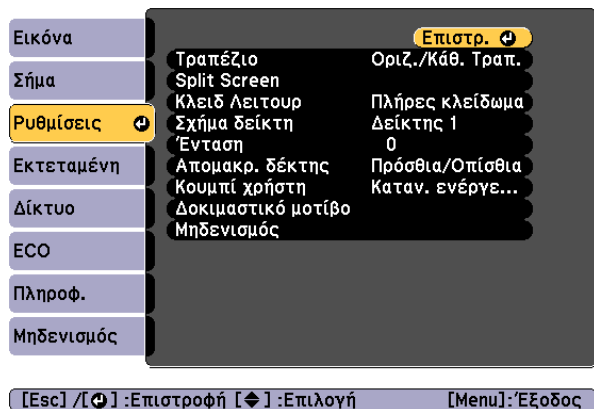 Εικόνα
Σήμα
Ρυθμίσεις
Εκτεταμένη
Δίκτυο
ECO
Πληροφ.
Μηδενισμός
Επιστρ.
Τραπέζιο Οριζ./Κάθ. Τραπ.
Split Screen
Κλειδ Λειτουρ Πλήρες κλείδωμα
Σχήμα δείκτη Δείκτης 1
Ένταση 0
Απομακρ. δέκτης Πρόσθια/Οπίσθια
Κουμπί χρήστη Καταν. ενέργε...
Δοκιμαστικό μοτίβο
Μηδενισμός
[Esc] /[⏎] :Επιστροφή [◆] :Επιλογή [Menu]:Έξοδος